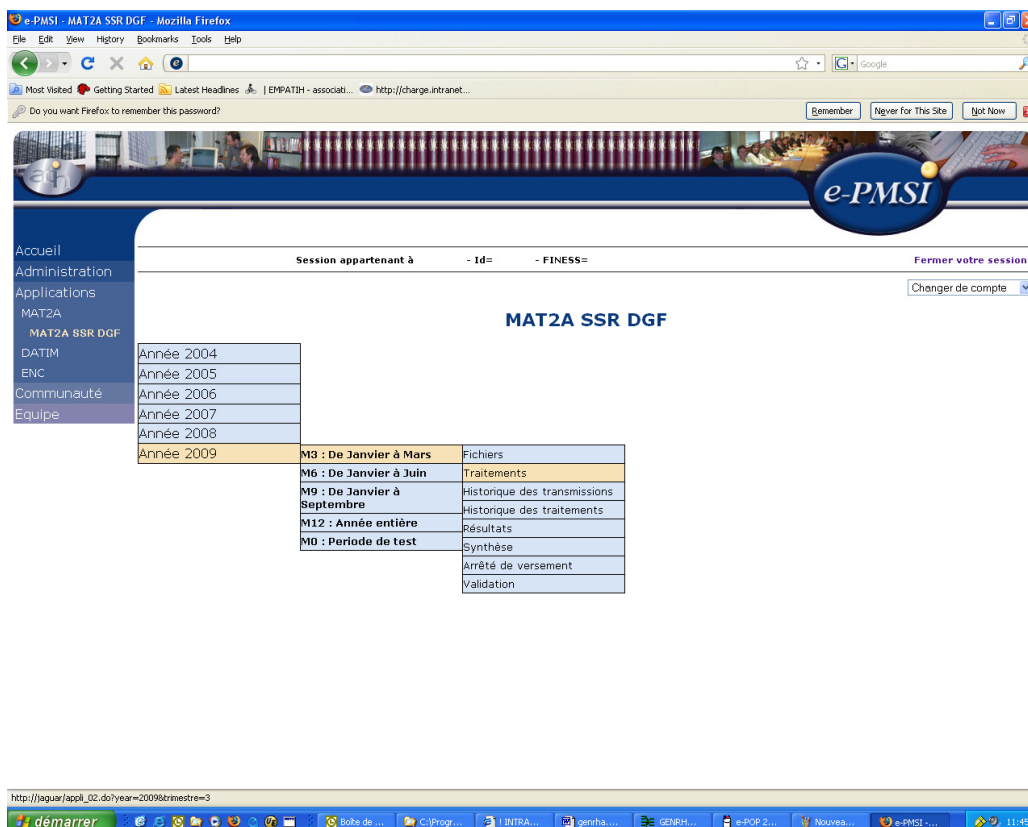 e-PMSI - MAT2A SSR DGF - Mozilla Firefox
File Edit View History Bookmarks Tools Help
G Google
Most Visited Getting Started Latest Headlines | EMPATIH - associati... http://charge.intranet...
Do you want Firefox to remember this password? Remember Never for This Site Not Now
atih
e-PMSI
Accueil
Administration
Applications
MAT2A
MAT2A SSR DGF
DATIM
ENC
Communauté
Equipe
Session appartenant à - Id= - FINESS= Fermer votre session
Changer de compte
MAT2A SSR DGF
Année 2004
Année 2005
Année 2006
Année 2007
Année 2008
Année 2009
M3 : De Janvier à Mars
M6 : De Janvier à Juin
M9 : De Janvier à
Septembre
M12 : Année entière
M0 : Periode de test
Fichiers
Traitements
Historique des transmissions
Historique des traitements
Résultats
Synthèse
Arrêté de versement
Validation
http://jaguar/appli_02.do?year=2009&trimestre=3
démarrer Boîte de ... C:\Progr... ! INTRA... genrha.... GENRH... e-POP 2... Nouvea... e-PMSI -... 11:45